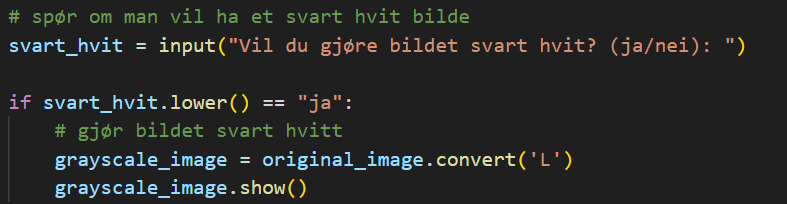 # spør om man vil ha et svart hvit bilde
svart_hvit = input("Vil du gjøre bildet svart hvit? (ja/nei): ")
if svart_hvit.lower() == "ja":
# gjør bildet svart hvitt
grayscale_image = original_image.convert('L')
grayscale_image.show()